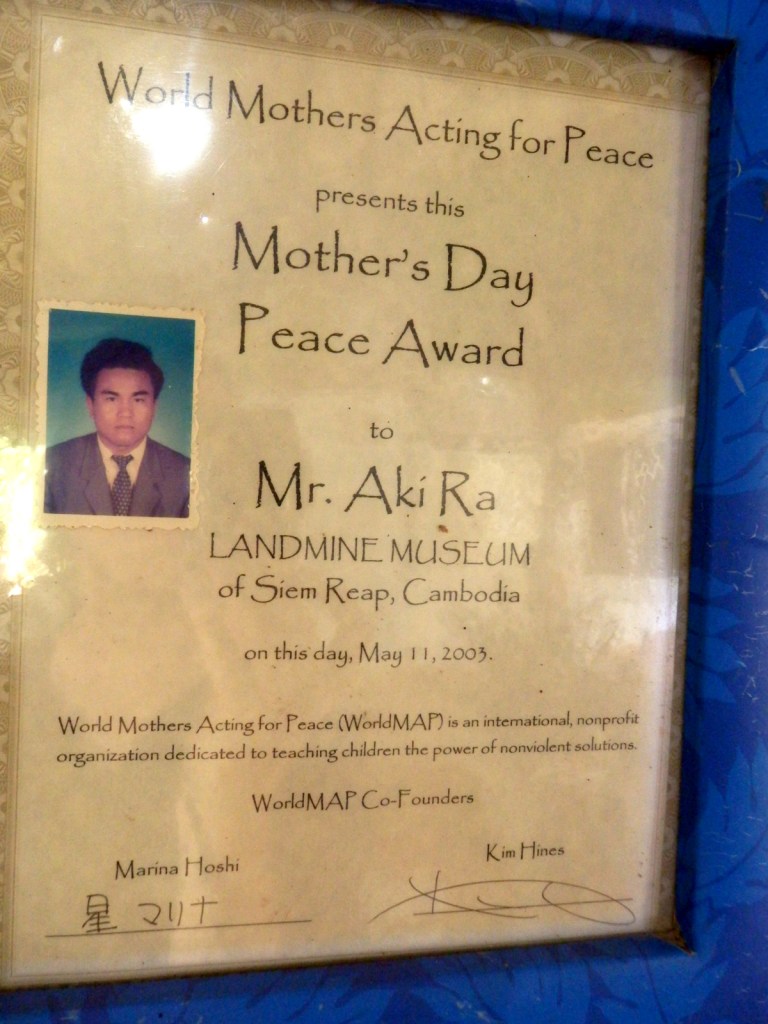 World Mothers Acting for Peace
presents this
Mother's Day
Peace Award
to
Mr. Aki Ra
LANDMINE MUSEUM
of Siem Reap, Cambodia
on this day, May 11, 2003.
World Mothers Acting for Peace (WorldMAP) is an international, nonprofit
organization dedicated to teaching children the power of nonviolent solutions.
WorldMAP Co-Founders
Marina Hoshi
Kim Hines
星 マリナ